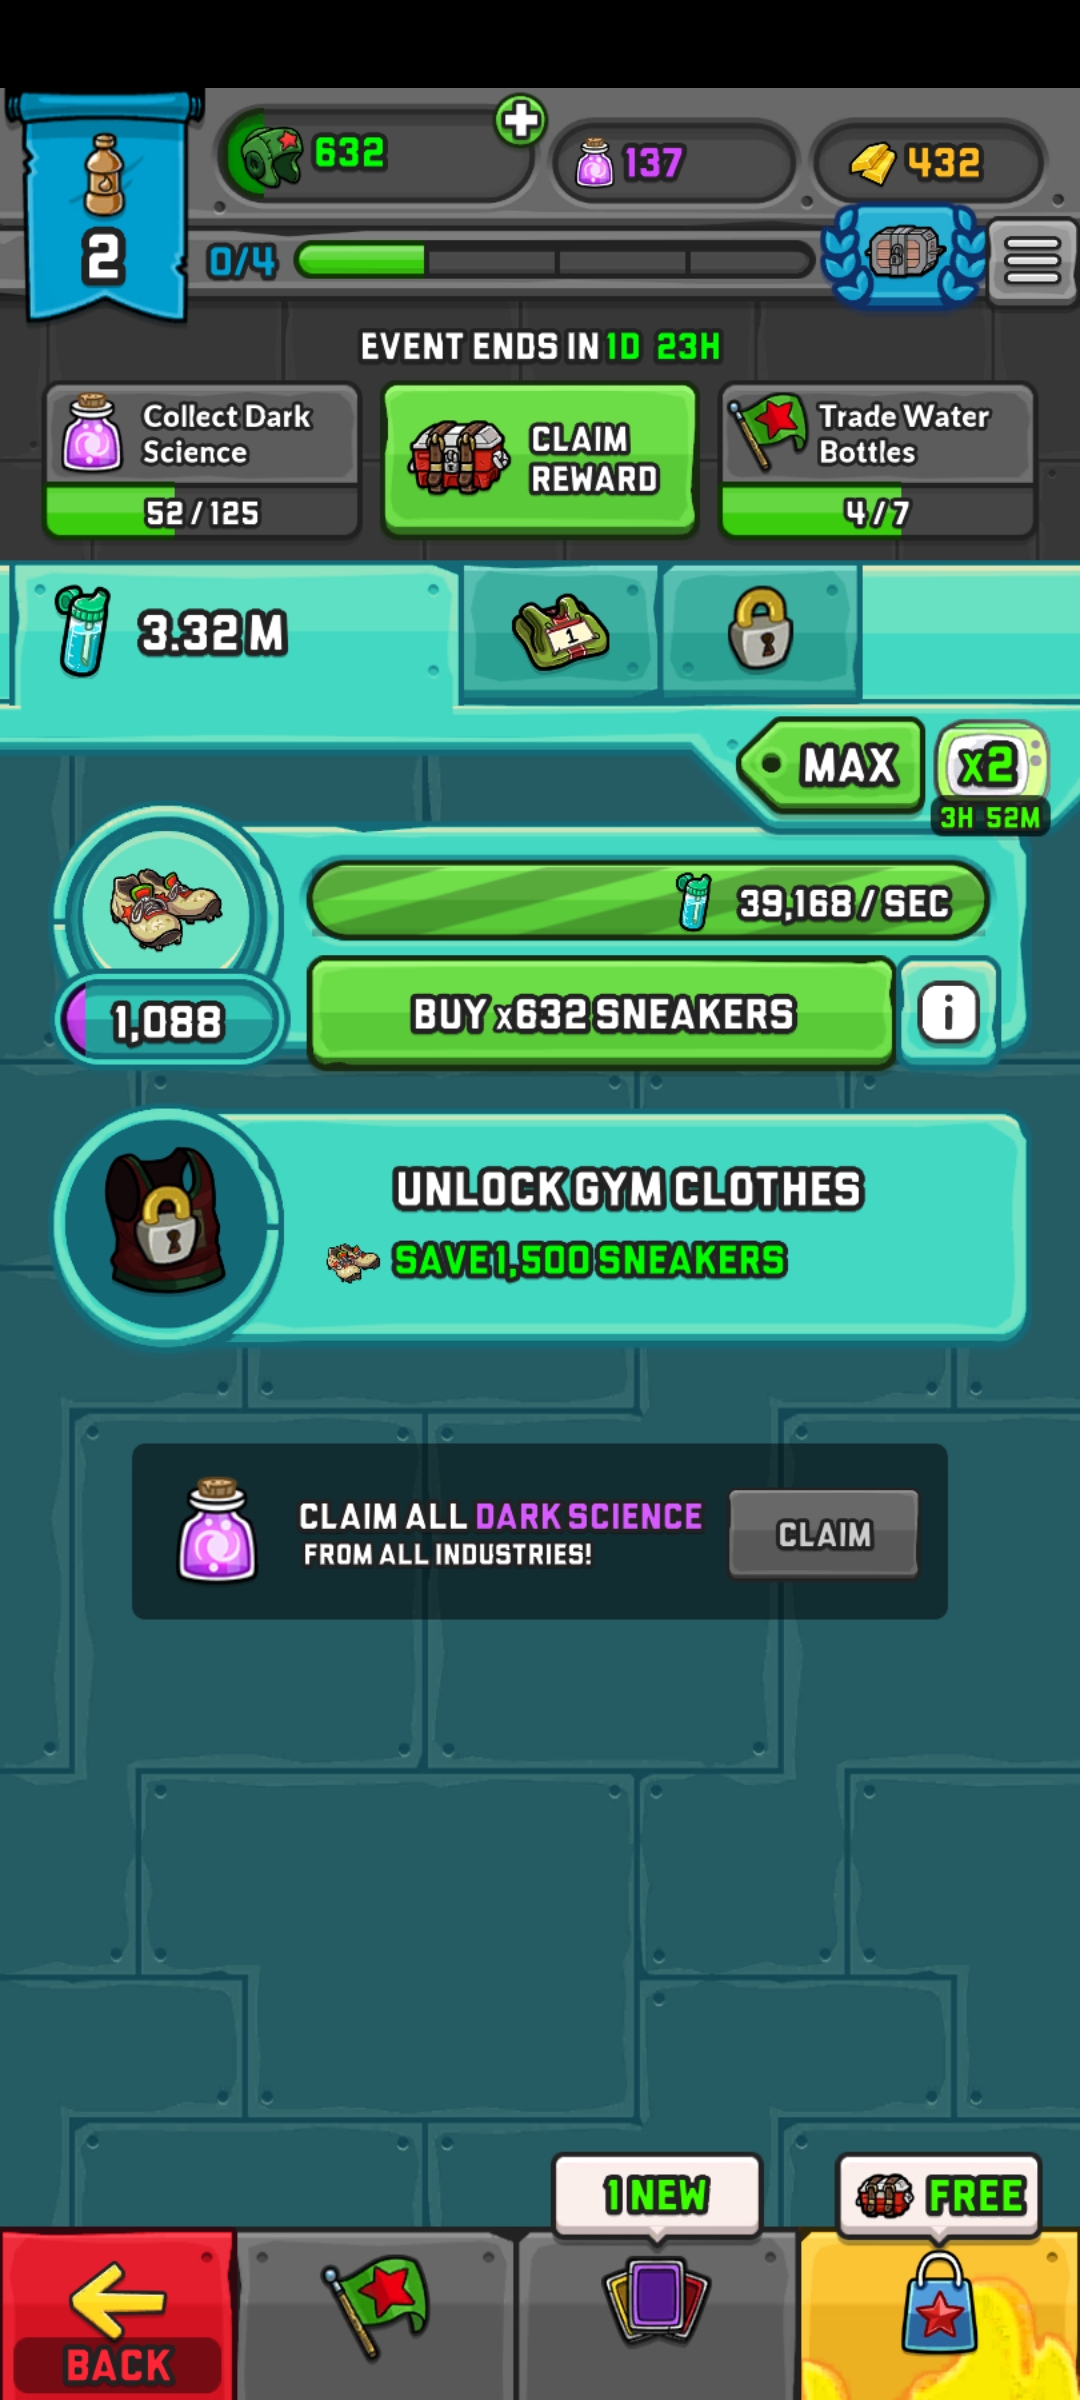 632
137
432
2
0/4
EVENT ENDS IN 1D 23H
Collect Dark
Science
52/125
CLAIM
REWARD
Trade Water
Bottles
4/7
3.32M
1
MAX
x2
3H 52M
39,168 / SEC
1,088
BUY x632 SNEAKERS
i
UNLOCK GYM CLOTHES
SAVE 1,500 SNEAKERS
CLAIM ALL DARK SCIENCE
FROM ALL INDUSTRIES!
CLAIM
1 NEW
FREE
BACK